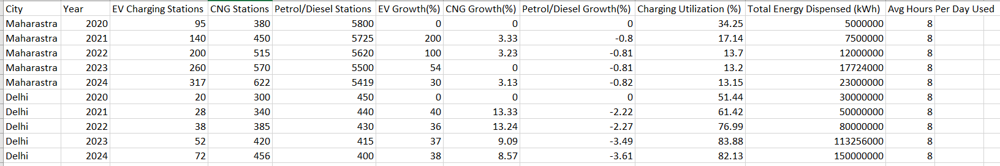 City Year EV Charging Stations CNG Stations Petrol/Diesel Stations EV Growth(%) CNG Growth(%) Petrol/Diesel Growth(%) Charging Utilization (%) Total Energy Dispensed (kWh) Avg Hours Per Day Used
Maharastra 2020 95 380 5800 0 0 0 34.25 5000000 8
Maharastra 2021 140 450 5725 200 3.33 -0.8 17.14 7500000 8
Maharastra 2022 200 515 5620 100 3.23 -0.81 13.7 12000000 8
Maharastra 2023 260 570 5500 54 0 -0.81 13.2 17724000 8
Maharastra 2024 317 622 5419 30 3.13 -0.82 13.15 23000000 8
Delhi 2020 20 300 450 0 0 0 51.44 30000000 8
Delhi 2021 28 340 440 40 13.33 -2.22 61.42 50000000 8
Delhi 2022 38 385 430 36 13.24 -2.27 76.99 80000000 8
Delhi 2023 52 420 415 37 9.09 -3.49 83.88 113256000 8
Delhi 2024 72 456 400 38 8.57 -3.61 82.13 150000000 8